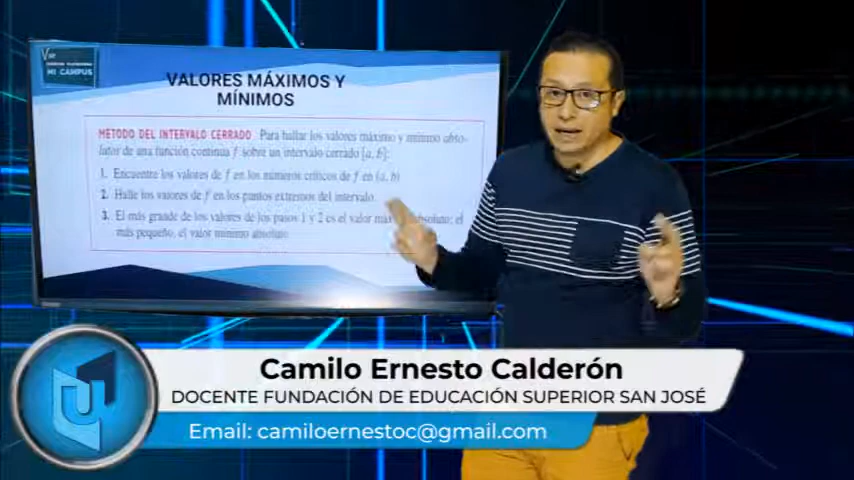 MI CAMPUS
VALORES MÁXIMOS Y
MÍNIMOS
METODO DEL INTERVALO CERRADO Para hallar los valores máximo y mínimo abso-
lutos de una función continua f sobre un intervalo cerrado [a, b]:
1. Encuentre los valores de f en los números críticos de f en (a, b)
2. Halle los valores de f en los puntos extremos del intervalo.
3. El más grande de los valores de los pasos 1 y 2 es el valor absoluto; el
más pequeño, el valor mínimo absoluto.
Camilo Ernesto Calderón
DOCENTE FUNDACIÓN DE EDUCACIÓN SUPERIOR SAN JOSÉ
Email: camiloernestoc@gmail.com